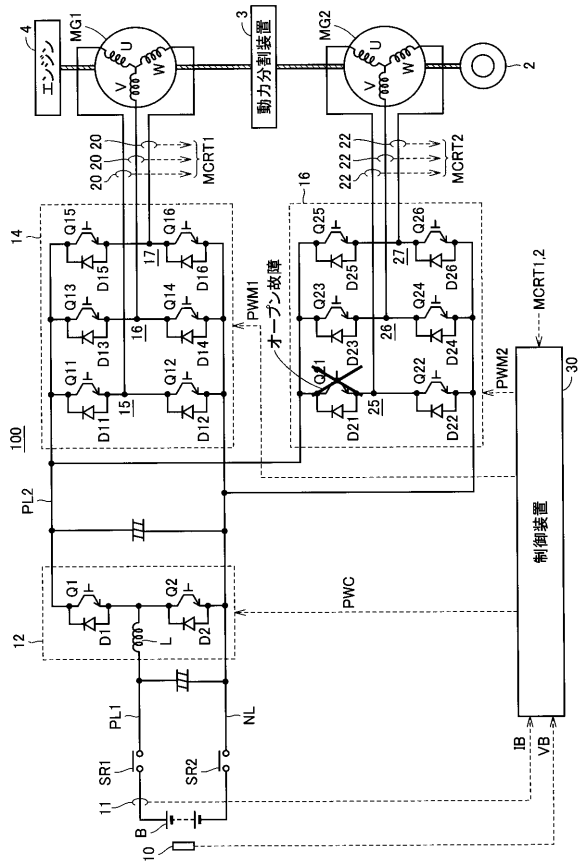 100
エンジン
4
MG1
U
V
W
動力分割装置
3
MG2
U
V
W
2
20
20
20
MCRT1
22
22
22
MCRT2
14
Q11
D11
Q12
D12
15
Q13
D13
Q14
D14
16
Q15
D15
Q16
D16
17
16
Q21
D21
Q22
D22
25
オープン故障
Q23
D23
Q24
D24
26
Q25
D25
Q26
D26
27
PWM1
PWM2
MCRT1,2
30
制御装置
PL2
12
Q1
D1
Q2
D2
L
PWC
PL1
NL
SR1
SR2
11
B
10
IB
VB